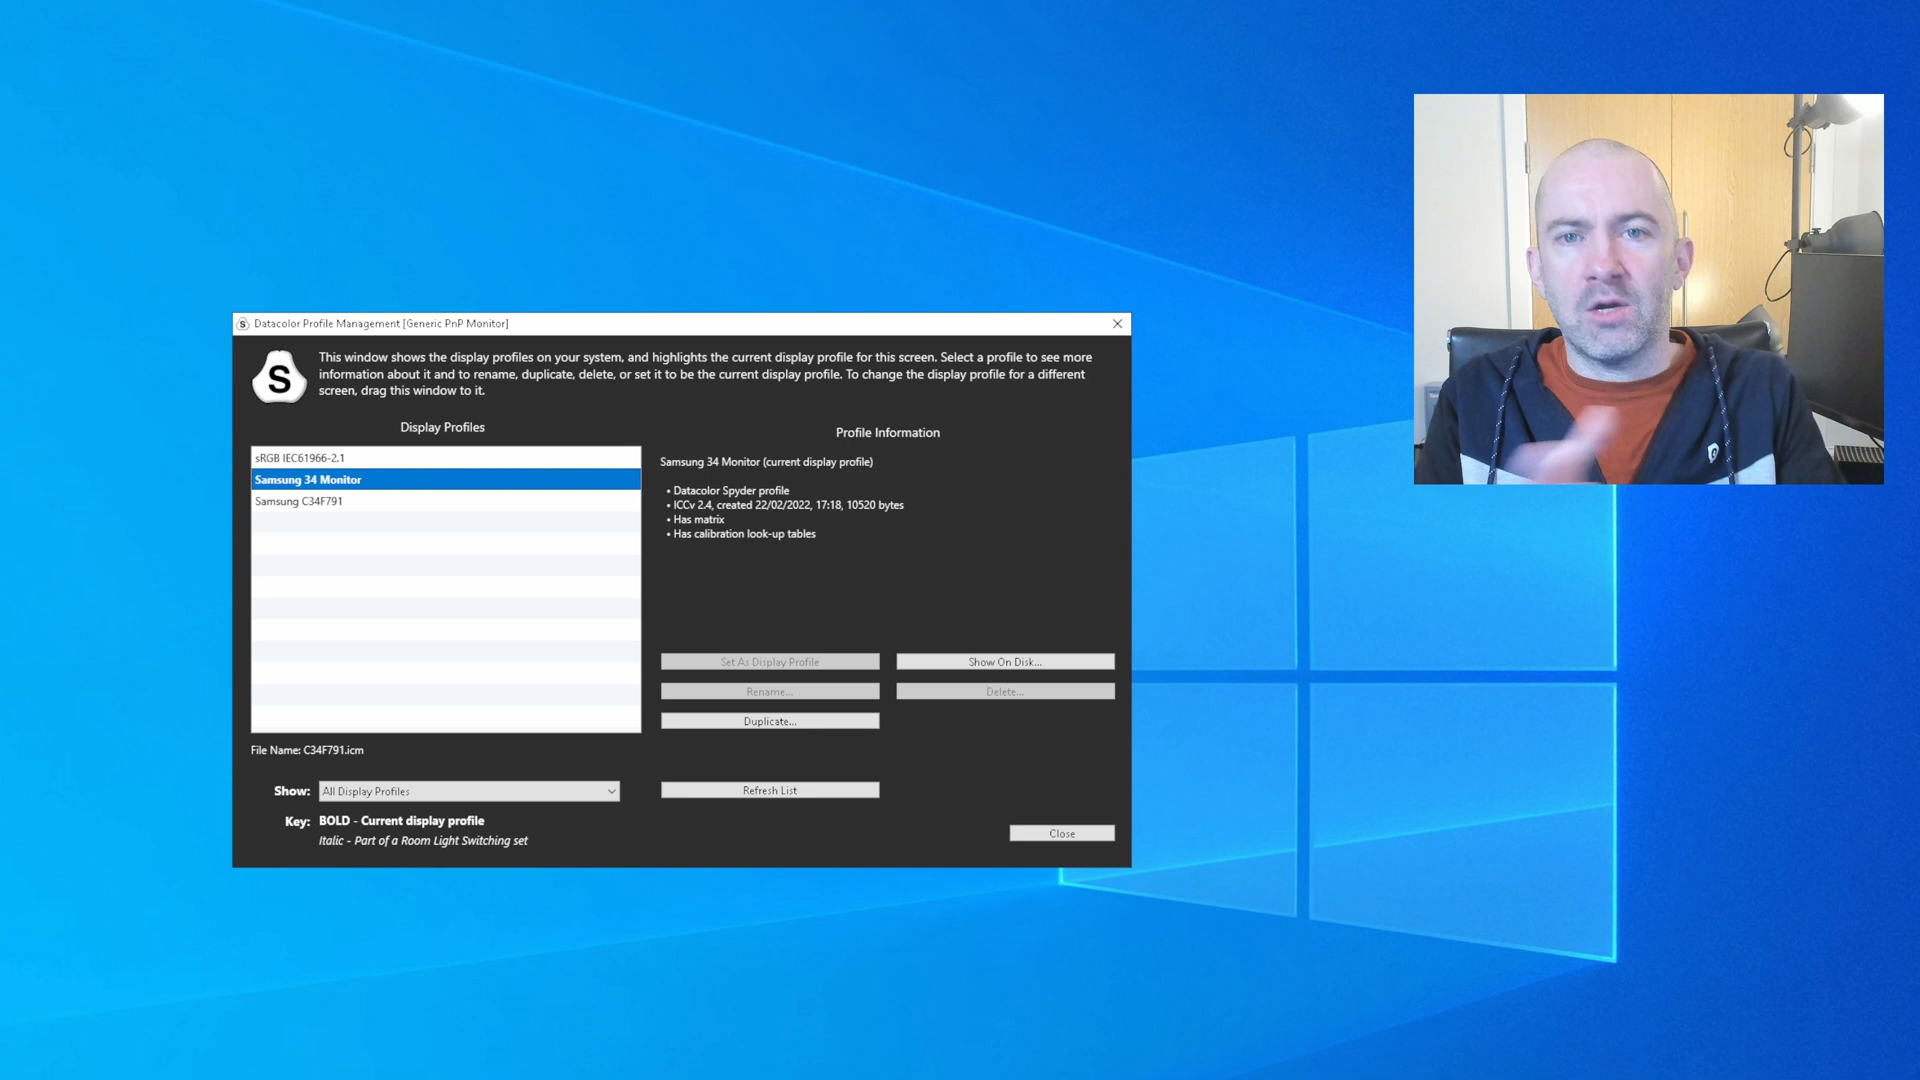 Datacolor Profile Management [Generic PnP Monitor]
S
This window shows the display profiles on your system, and highlights the current display profile for this screen. Select a profile to see more
information about it and to rename, duplicate, delete, or set it to be the current display profile. To change the display profile for a different
screen, drag this window to it.
Display Profiles
sRGB IEC61966-2.1
Samsung 34 Monitor
Samsung C34F791
File Name: C34F791.icm
Show: All Display Profiles
Key: BOLD - Current display profile
Italic - Part of a Room Light Switching set
Profile Information
Samsung 34 Monitor (current display profile)
• Datacolor Spyder profile
• ICCv 2.4, created 22/02/2022, 17:18, 10520 bytes
• Has matrix
• Has calibration look-up tables
Set As Display Profile
Show On Disk...
Rename...
Delete...
Duplicate...
Refresh List
Close